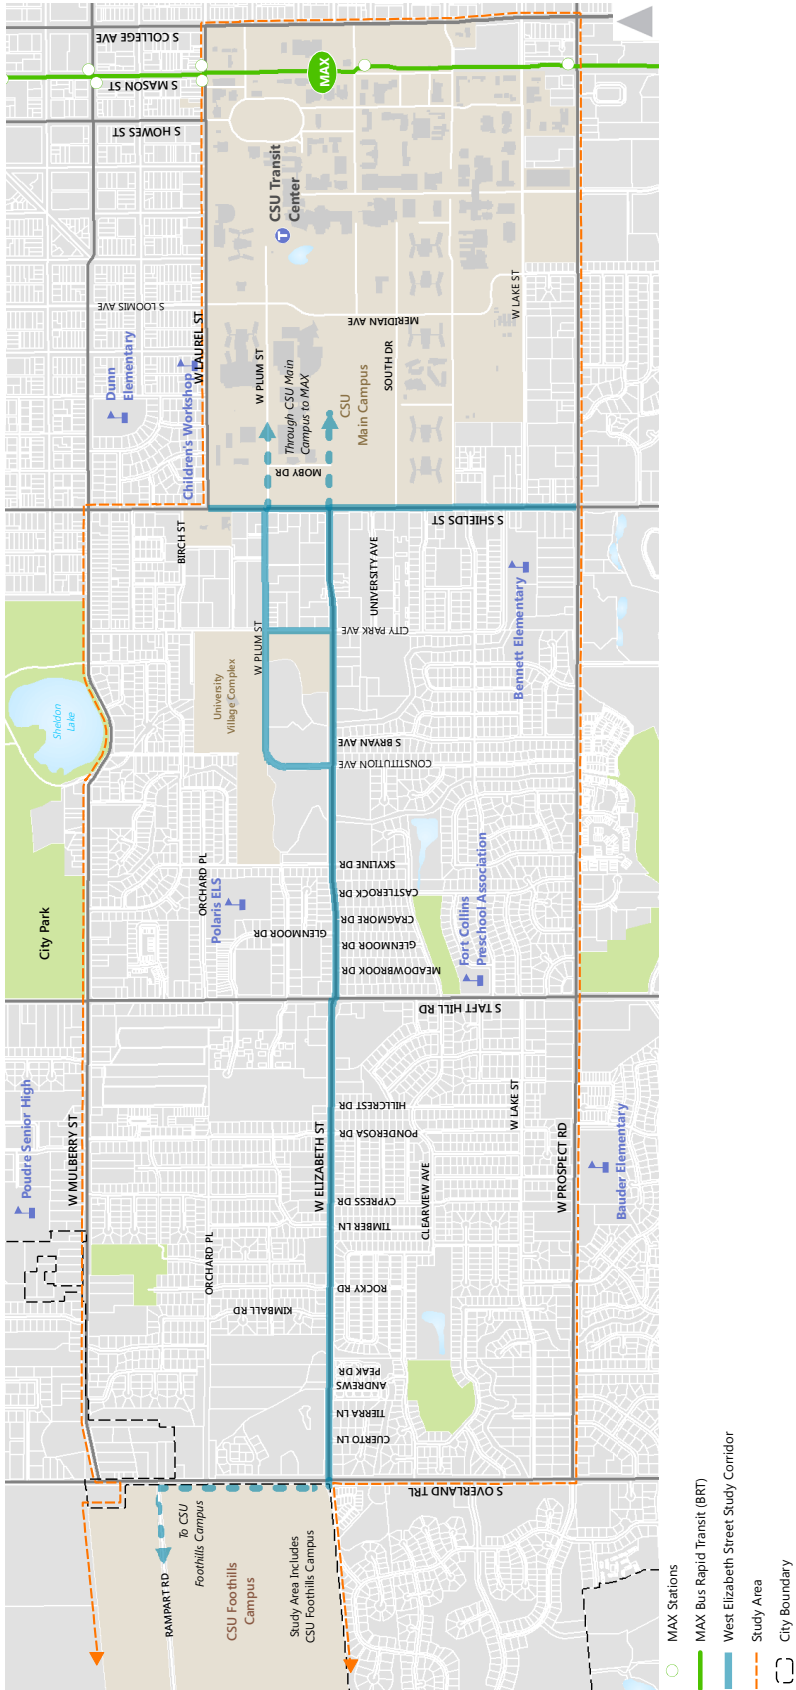 S COLLEGE AVE
S MASON ST
MAX
S HOWES ST
CSU Transit
Center
T
S LOOMIS AVE
W LAUREL ST
Dunn
Elementary
Children's Workshop
W PLUM ST
MERIDIAN AVE
W LAKE ST
SOUTH DR
Through CSU Main
Campus to MAX
CSU
Main Campus
MOBY DR
S SHIELDS ST
BIRCH ST
UNIVERSITY AVE
Bennett Elementary
CITY PARK AVE
W PLUM ST
University
Village Complex
Sheldon
Lake
S BRYAN AVE
CONSTITUTION AVE
City Park
ORCHARD PL
Polaris ELS
SKYLINE DR
CASTLEROCK DR
CRAGMORE DR
GLENMOOR DR
GLENMOOR DR
MEADOWBROOK DR
Fort Collins
Preschool Association
S TAFT HILL RD
Poudre Senior High
W MULBERRY ST
HILLCREST DR
PONDEROSA DR
W LAKE ST
W ELIZABETH ST
W PROSPECT RD
Bauder Elementary
CYPRESS DR
TIMBER LN
CLEARVIEW AVE
ORCHARD PL
KIMBALL RD
ROCKY RD
ANDREWS
PEAK DR
TIERRA LN
CUERTO LN
S OVERLAND TRL
To CSU
Foothills Campus
RAMPART RD
CSU Foothills
Campus
Study Area Includes
CSU Foothills Campus
MAX Stations
MAX Bus Rapid Transit (BRT)
West Elizabeth Street Study Corridor
Study Area
City Boundary